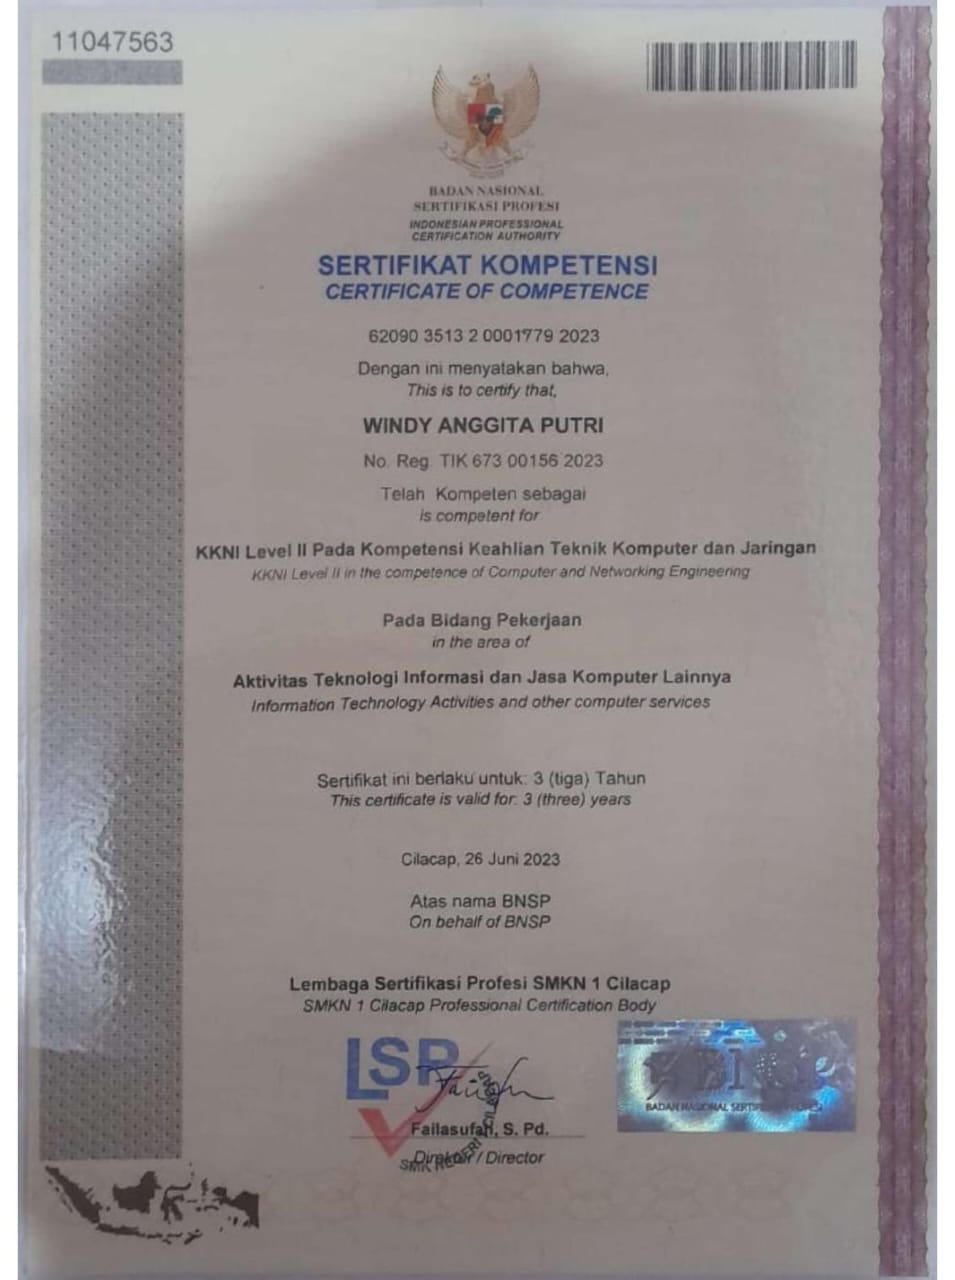 11047563
BADAN NASIONAL
SERTIFIKASI PROFESI
INDONESIAN PROFESSIONAL
CERTIFICATION AUTHORITY
SERTIFIKAT KOMPETENSI
CERTIFICATE OF COMPETENCE
62090 3513 2 0001779 2023
Dengan ini menyatakan bahwa,
This is to certify that,
WINDY ANGGITA PUTRI
No. Reg. TIK 673 00156 2023
Telah Kompeten sebagai
is competent for
KKNI Level II Pada Kompetensi Keahlian Teknik Komputer dan Jaringan
KKNI Level II in the competence of Computer and Networking Engineering
Pada Bidang Pekerjaan
in the area of
Aktivitas Teknologi Informasi dan Jasa Komputer Lainnya
Information Technology Activities and other computer services
Sertifikat ini berlaku untuk: 3 (tiga) Tahun
This certificate is valid for: 3 (three) years
Cilacap, 26 Juni 2023
Atas nama BNSP
On behalf of BNSP
Lembaga Sertifikasi Profesi SMKN 1 Cilacap
SMKN 1 Cilacap Professional Certification Body
LSP
BNSP
BADAN NASIONAL SERTIFIKASI PROFESI
Failasufah, S. Pd.
Direktur / Director
SMK NEGERI 1 CILACAP